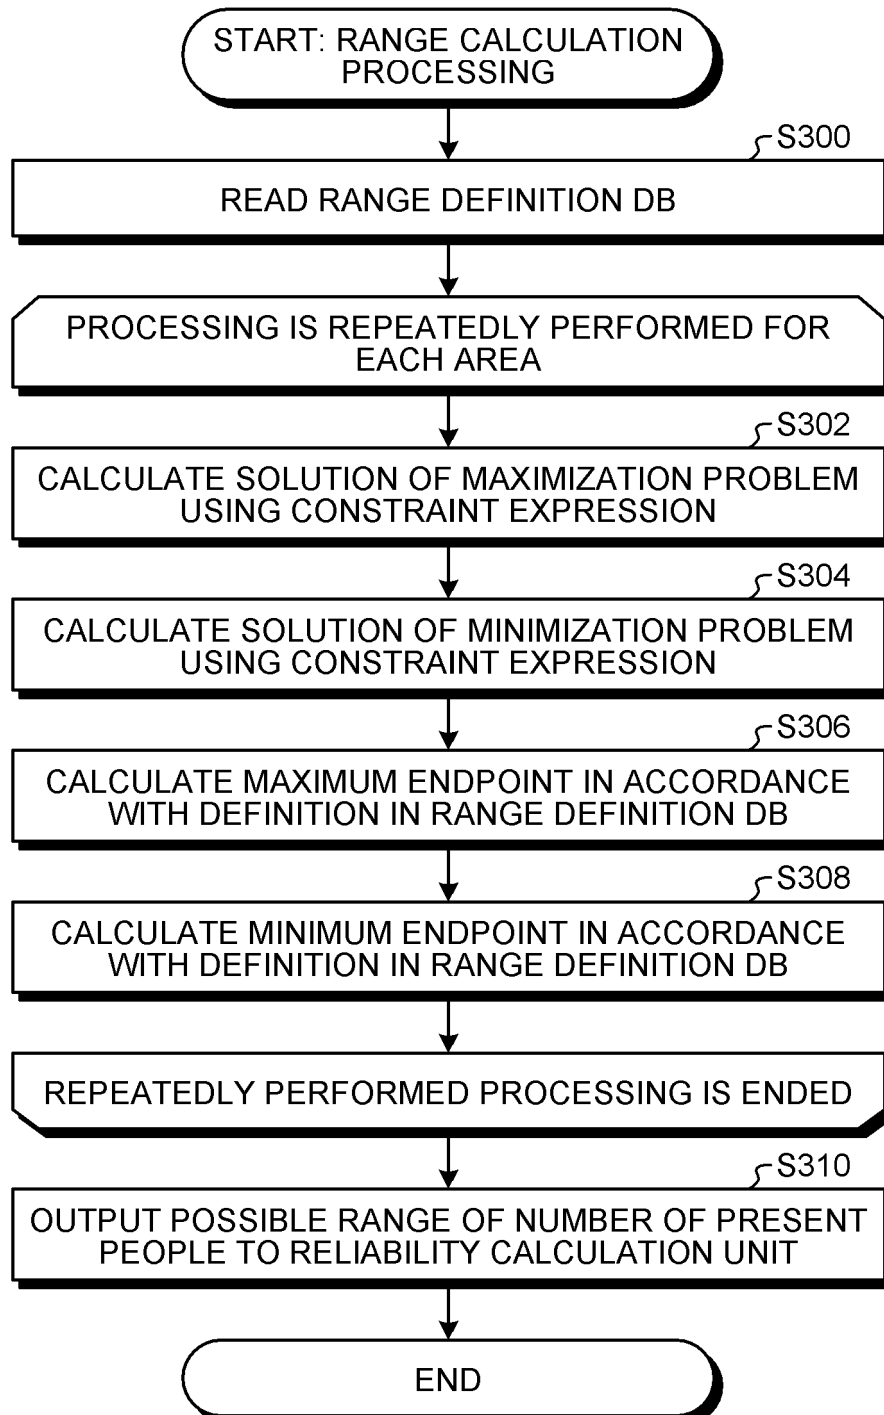 START: RANGE CALCULATION
PROCESSING
S300
READ RANGE DEFINITION DB
PROCESSING IS REPEATEDLY PERFORMED FOR
EACH AREA
S302
CALCULATE SOLUTION OF MAXIMIZATION PROBLEM
USING CONSTRAINT EXPRESSION
S304
CALCULATE SOLUTION OF MINIMIZATION PROBLEM
USING CONSTRAINT EXPRESSION
S306
CALCULATE MAXIMUM ENDPOINT IN ACCORDANCE
WITH DEFINITION IN RANGE DEFINITION DB
S308
CALCULATE MINIMUM ENDPOINT IN ACCORDANCE
WITH DEFINITION IN RANGE DEFINITION DB
REPEATEDLY PERFORMED PROCESSING IS ENDED
S310
OUTPUT POSSIBLE RANGE OF NUMBER OF PRESENT
PEOPLE TO RELIABILITY CALCULATION UNIT
END